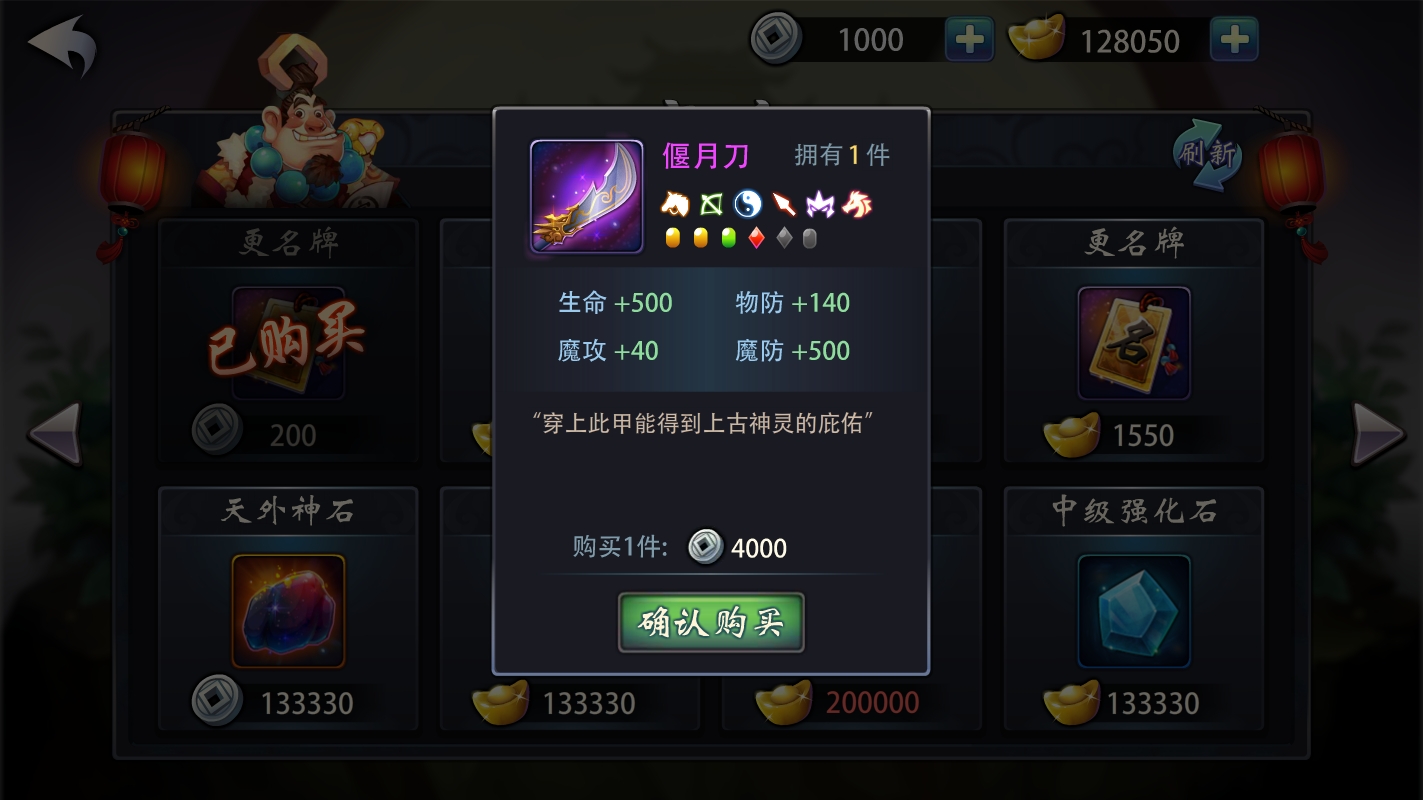 1000
128050
偃月刀
拥有1件
刷新
更名牌
更名牌
已购买
名
200
1550
生命 +500 物防 +140
魔攻 +40 魔防 +500
“穿上此甲能得到上古神灵的庇佑”
天外神石
中级强化石
购买1件: 4000
确认购买
133330
133330
200000
133330